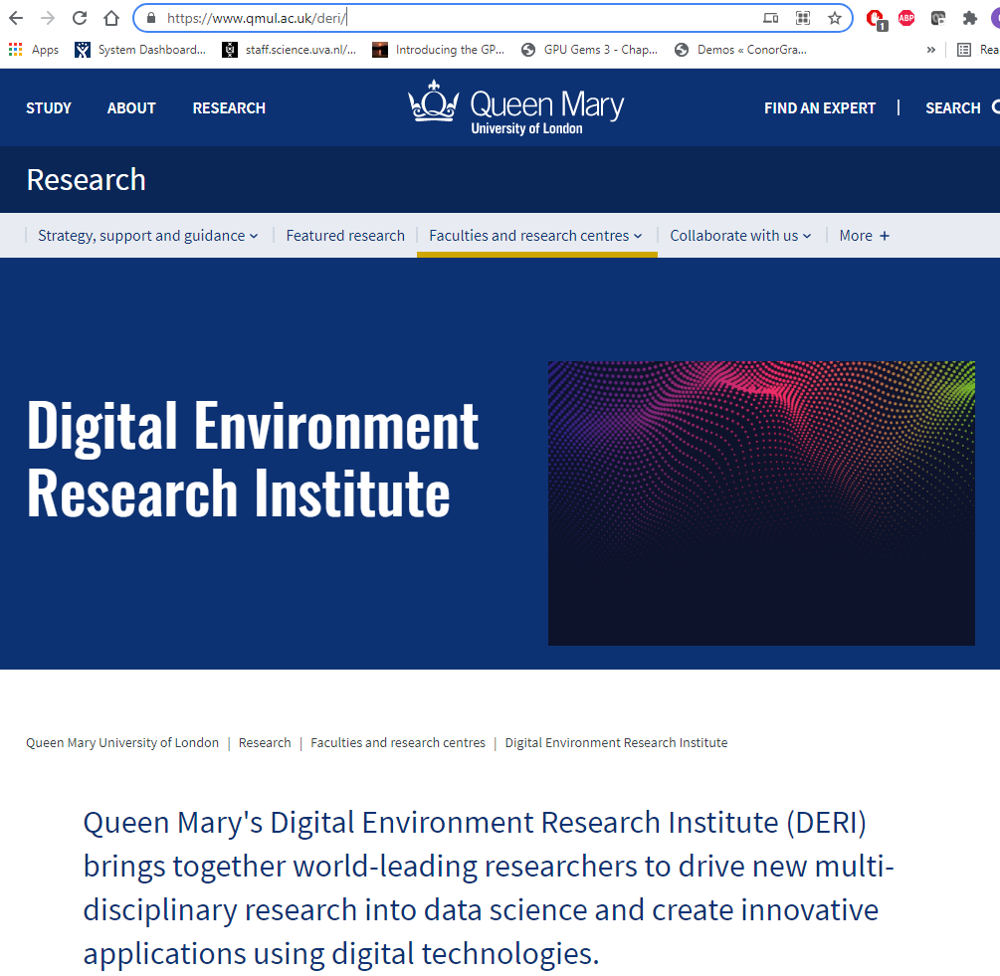 https://www.qmul.ac.uk/deri/
1
ABP
Apps System Dashboard... staff.science.uva.nl/... Introducing the GP... GPU Gems 3 - Chap... Demos « ConorGra... » Rea
STUDY ABOUT RESEARCH Queen Mary FIND AN EXPERT | SEARCH
University of London
Research
Strategy, support and guidance Featured research Faculties and research centres Collaborate with us More +
Digital Environment
Research Institute
Queen Mary University of London | Research | Faculties and research centres | Digital Environment Research Institute
Queen Mary's Digital Environment Research Institute (DERI)
brings together world-leading researchers to drive new multi-
disciplinary research into data science and create innovative
applications using digital technologies.